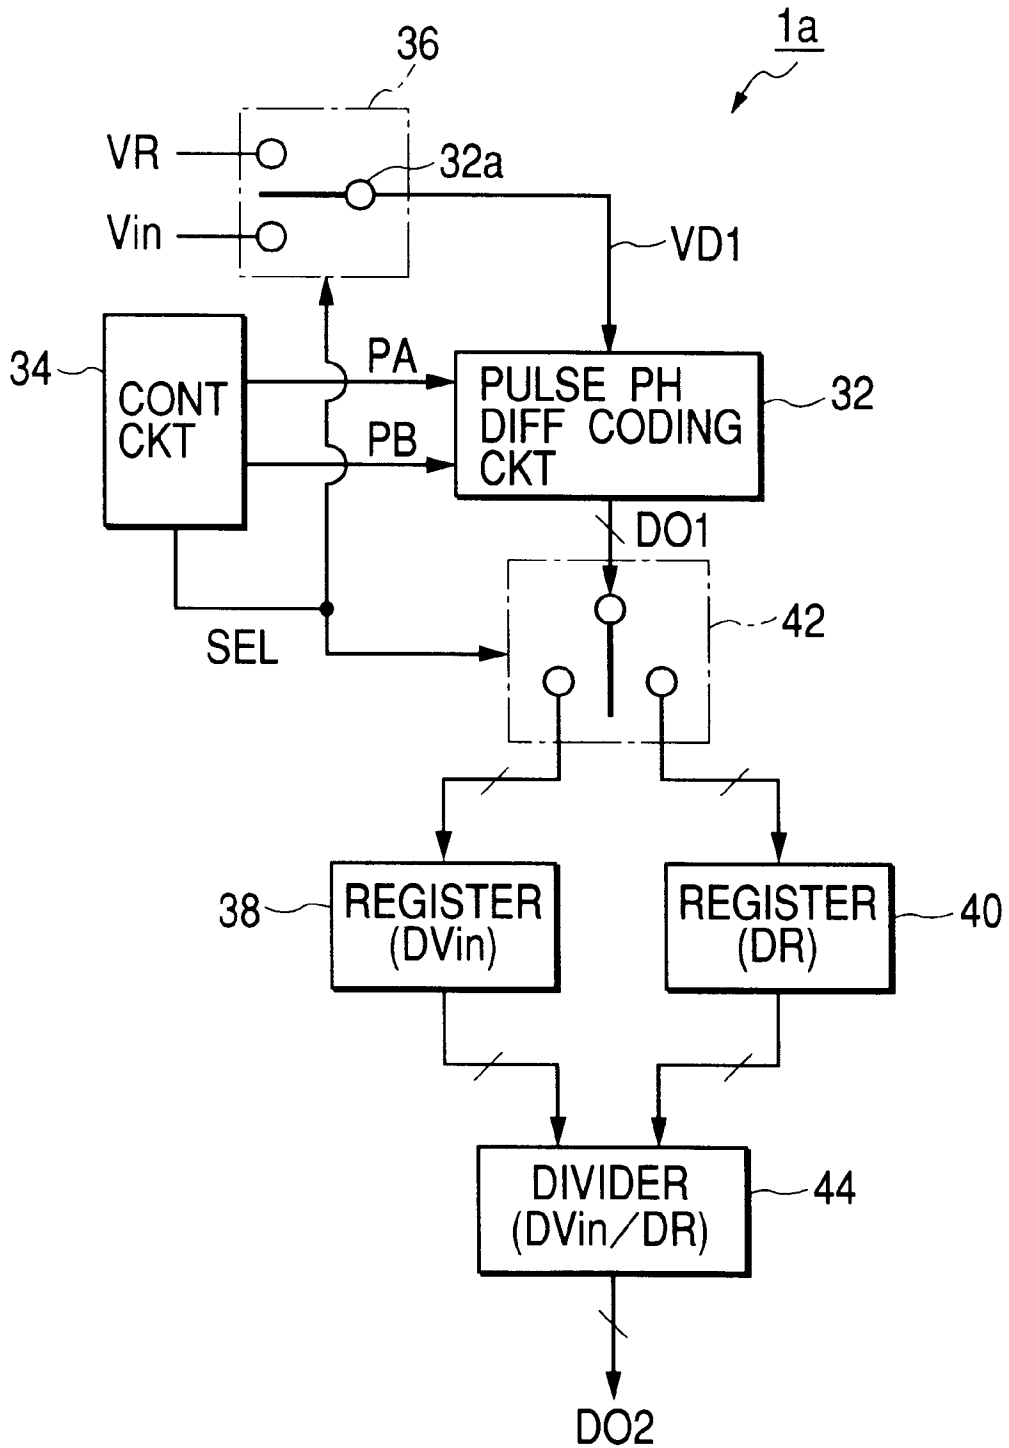 1a
36
VR
32a
Vin
VD1
34
CONT
CKT
PA
PB
PULSE PH
DIFF CODING
CKT
32
DO1
SEL
42
38
REGISTER
(DVin)
REGISTER
(DR)
40
DIVIDER
(DVin/DR)
44
DO2